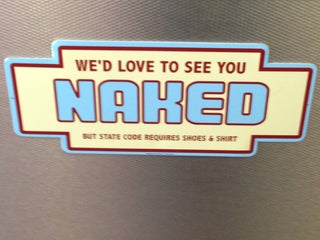 WE'D LOVE TO SEE YOU
NAKED
BUT STATE CODE REQUIRES SHOES & SHIRT